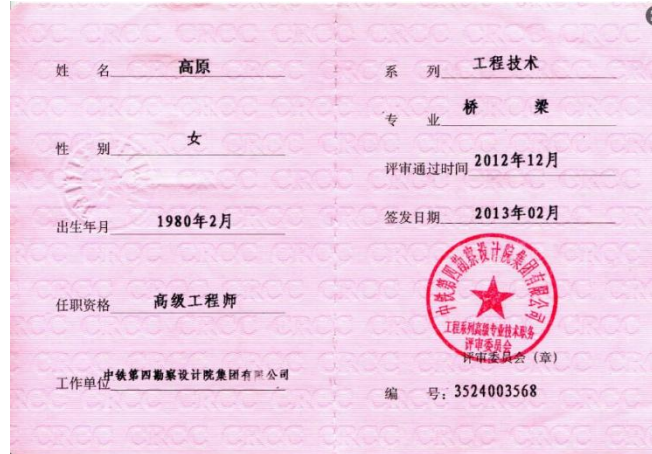 姓 名 高原
性 别 女
出生年月 1980年2月
任职资格 高级工程师
工作单位 中铁第四勘察设计院集团有限公司
系 列 工程技术
专 业 桥 梁
评审通过时间 2012年12月
签发日期 2013年02月
中铁第四勘察设计院集团有限公司
工程系列高级专业技术职务
评审委员会
评审委员会（章）
编 号：3524003568
CRCC